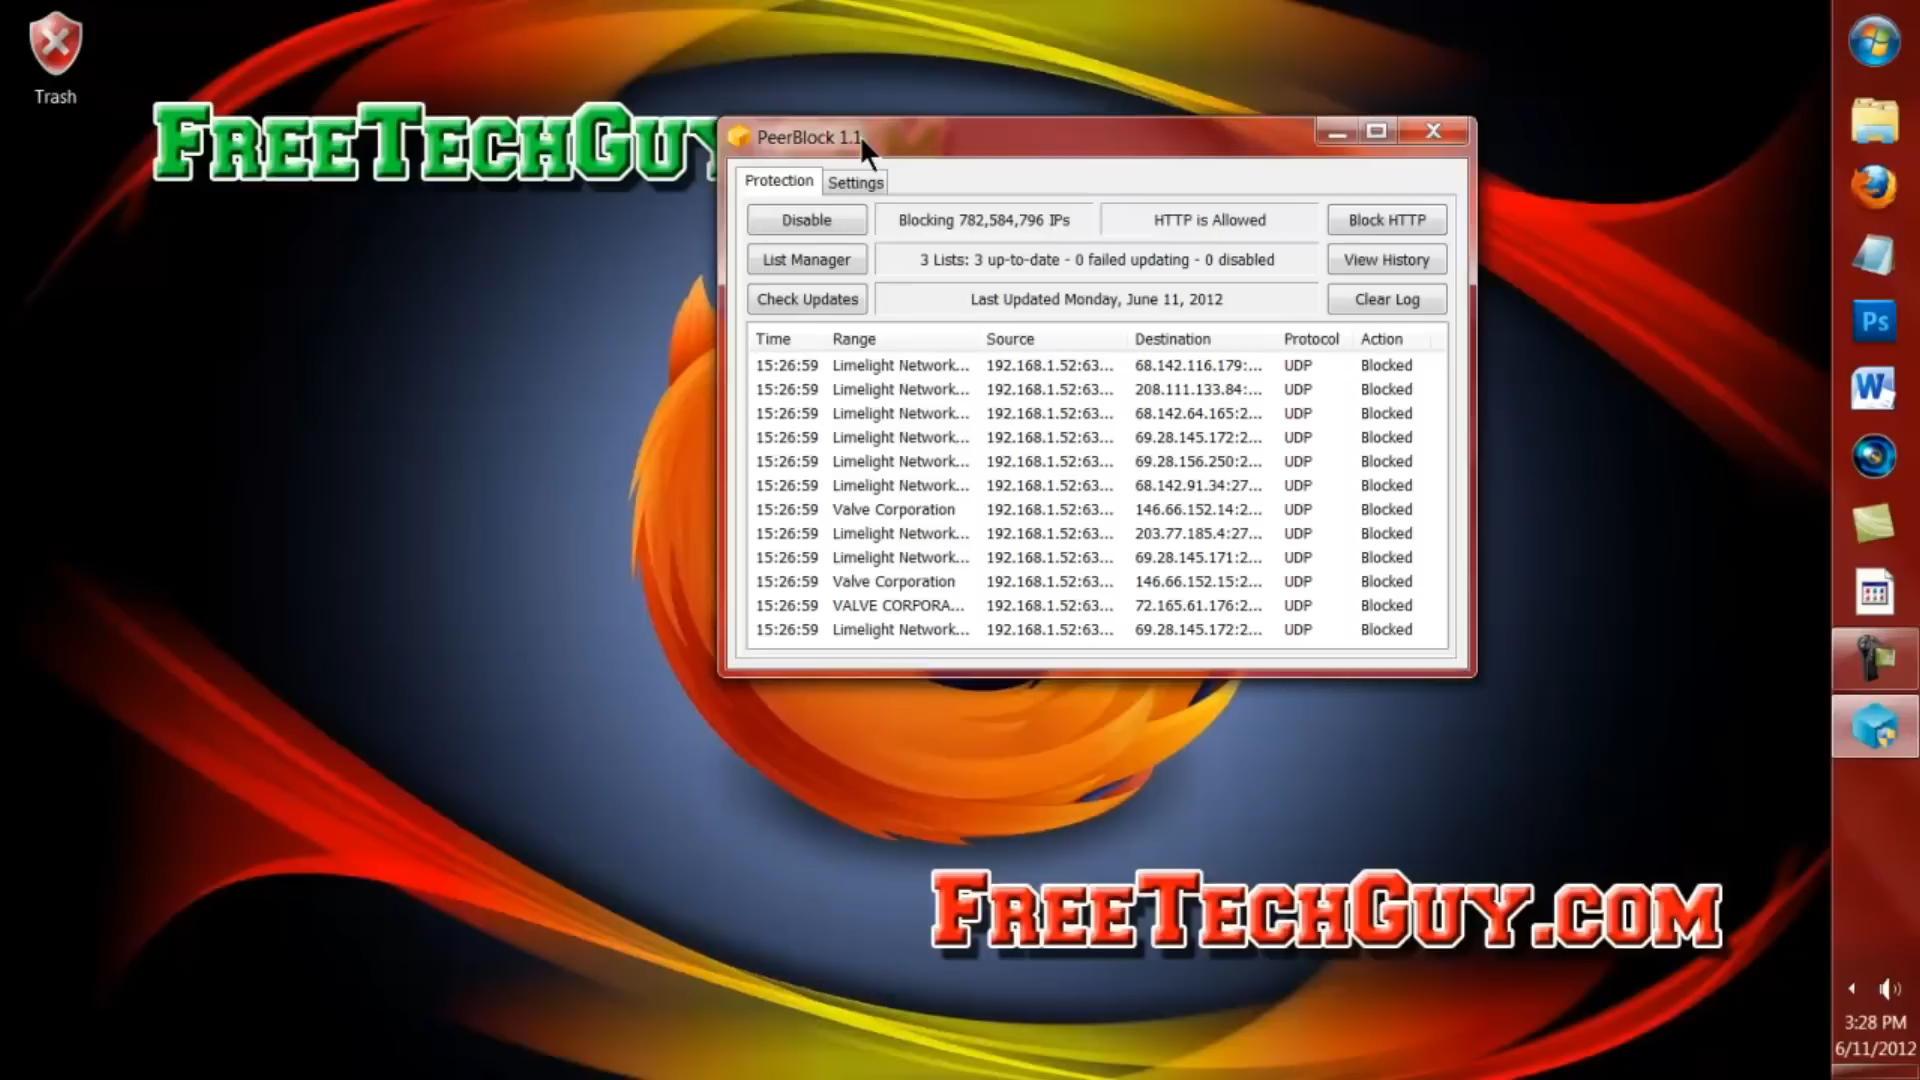 Trash
FREETECHGUY
PeerBlock 1.1
Protection Settings
Disable Blocking 782,584,796 IPs HTTP is Allowed Block HTTP
List Manager 3 Lists: 3 up-to-date - 0 failed updating - 0 disabled View History
Check Updates Last Updated Monday, June 11, 2012 Clear Log
Time Range Source Destination Protocol Action
15:26:59 Limelight Network... 192.168.1.52:63... 68.142.116.179:... UDP Blocked
15:26:59 Limelight Network... 192.168.1.52:63... 208.111.133.84:... UDP Blocked
15:26:59 Limelight Network... 192.168.1.52:63... 68.142.64.165:2... UDP Blocked
15:26:59 Limelight Network... 192.168.1.52:63... 69.28.145.172:2... UDP Blocked
15:26:59 Limelight Network... 192.168.1.52:63... 69.28.156.250:2... UDP Blocked
15:26:59 Limelight Network... 192.168.1.52:63... 68.142.91.34:27... UDP Blocked
15:26:59 Valve Corporation 192.168.1.52:63... 146.66.152.14:2... UDP Blocked
15:26:59 Limelight Network... 192.168.1.52:63... 203.77.185.4:27... UDP Blocked
15:26:59 Limelight Network... 192.168.1.52:63... 69.28.145.171:2... UDP Blocked
15:26:59 Valve Corporation 192.168.1.52:63... 146.66.152.15:2... UDP Blocked
15:26:59 VALVE CORPORA... 192.168.1.52:63... 72.165.61.176:2... UDP Blocked
15:26:59 Limelight Network... 192.168.1.52:63... 69.28.145.172:2... UDP Blocked
FREETECHGUY.COM
Ps
W
3:28 PM
6/11/2012